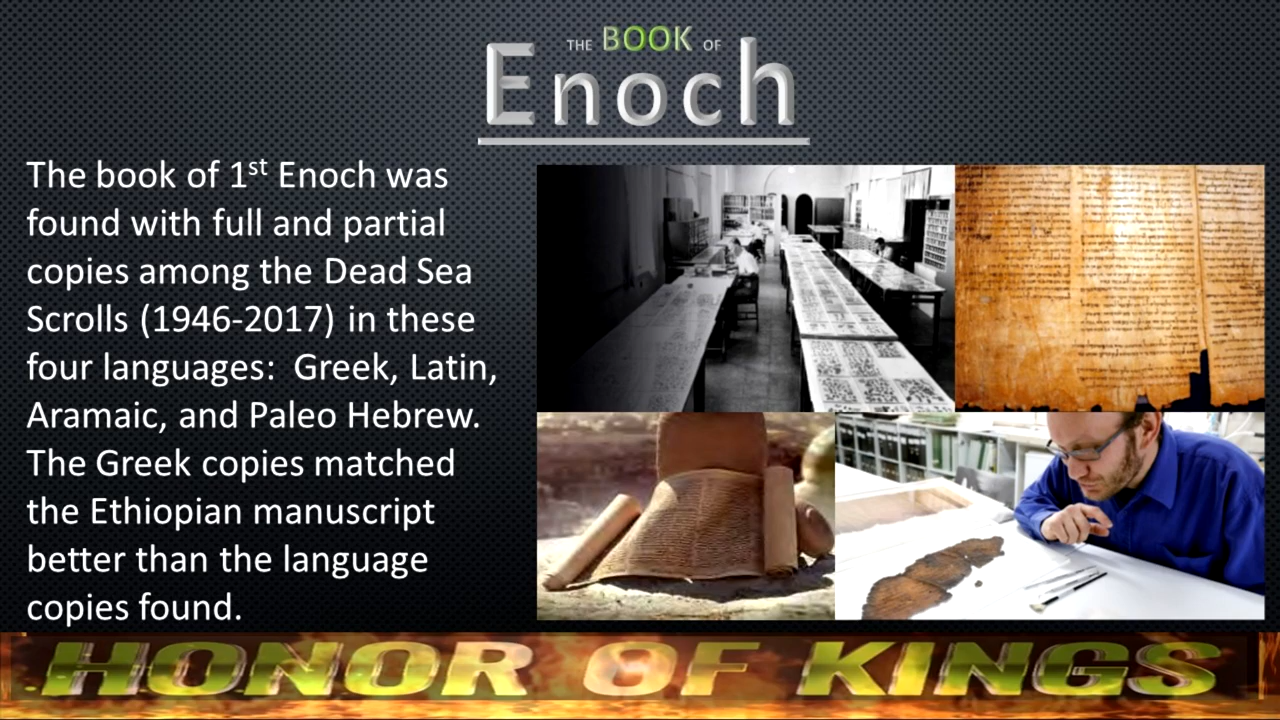 THE BOOK OF
Enoch
The book of 1st Enoch was
found with full and partial
copies among the Dead Sea
Scrolls (1946-2017) in these
four languages:  Greek, Latin,
Aramaic, and Paleo Hebrew.
The Greek copies matched
the Ethiopian manuscript
better than the language
copies found.
HONOR OF KINGS